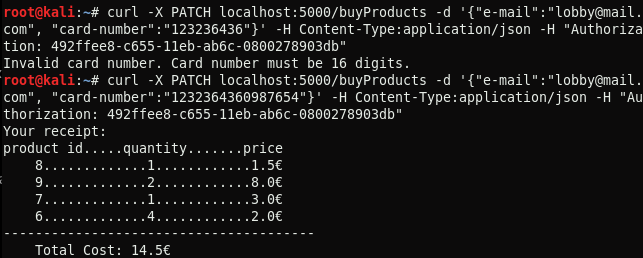 root@kali:~# curl -X PATCH localhost:5000/buyProducts -d '{"e-mail":"lobby@mail.
com", "card-number":"123236436"}' -H Content-Type:application/json -H "Authoriza
tion: 492ffee8-c655-11eb-ab6c-0800278903db"
Invalid card number. Card number must be 16 digits.
root@kali:~# curl -X PATCH localhost:5000/buyProducts -d '{"e-mail":"lobby@mail.
com", "card-number":"1232364360987654"}' -H Content-Type:application/json -H "Au
thorization: 492ffee8-c655-11eb-ab6c-0800278903db"
Your receipt:
product id.....quantity.......price
8.............1............1.5€
9.............2............8.0€
7.............1............3.0€
6.............4............2.0€
---------------------------------------
Total Cost: 14.5€